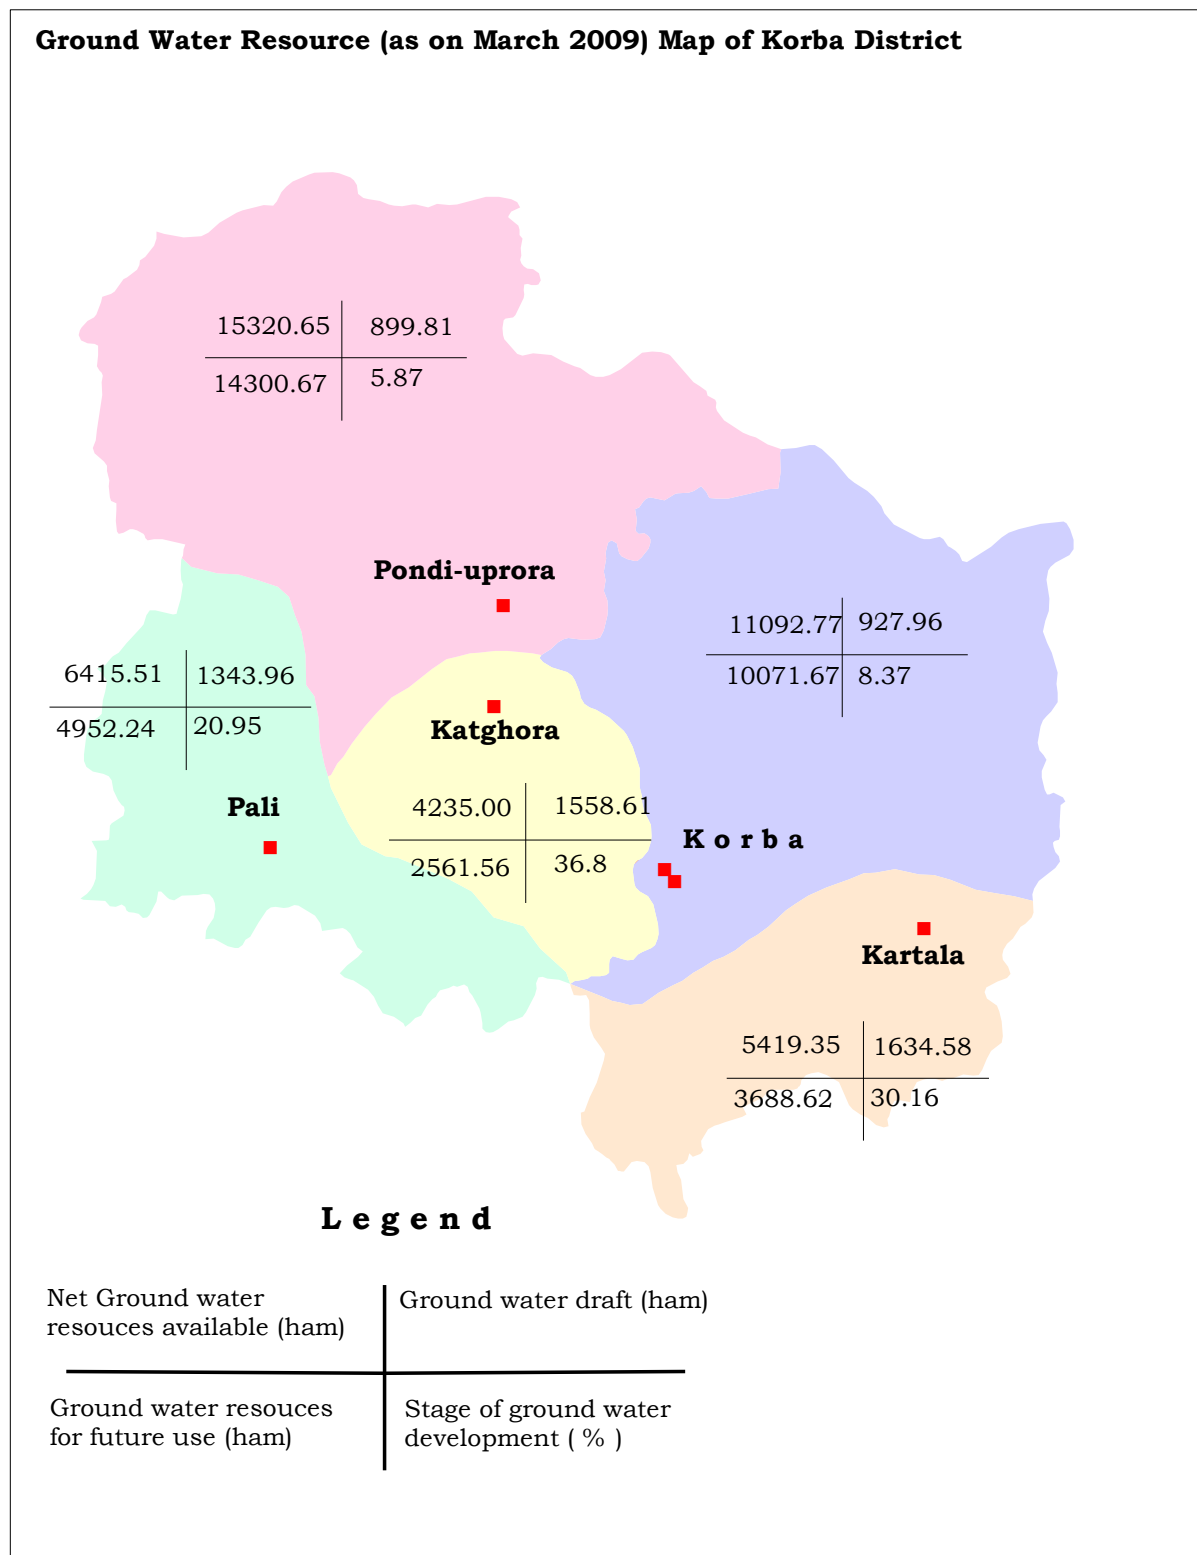 Ground Water Resource (as on March 2009) Map of Korba District
15320.65 899.81
14300.67 5.87
Pondi-uprora
11092.77 927.96
10071.67 8.37
6415.51 1343.96
4952.24 20.95
Katghora
Pali
4235.00 1558.61
2561.56 36.8
Korba
Kartala
5419.35 1634.58
3688.62 30.16
Legend
Net Ground water
resouces available (ham)
Ground water draft (ham)
Ground water resouces
for future use (ham)
Stage of ground water
development ( % )